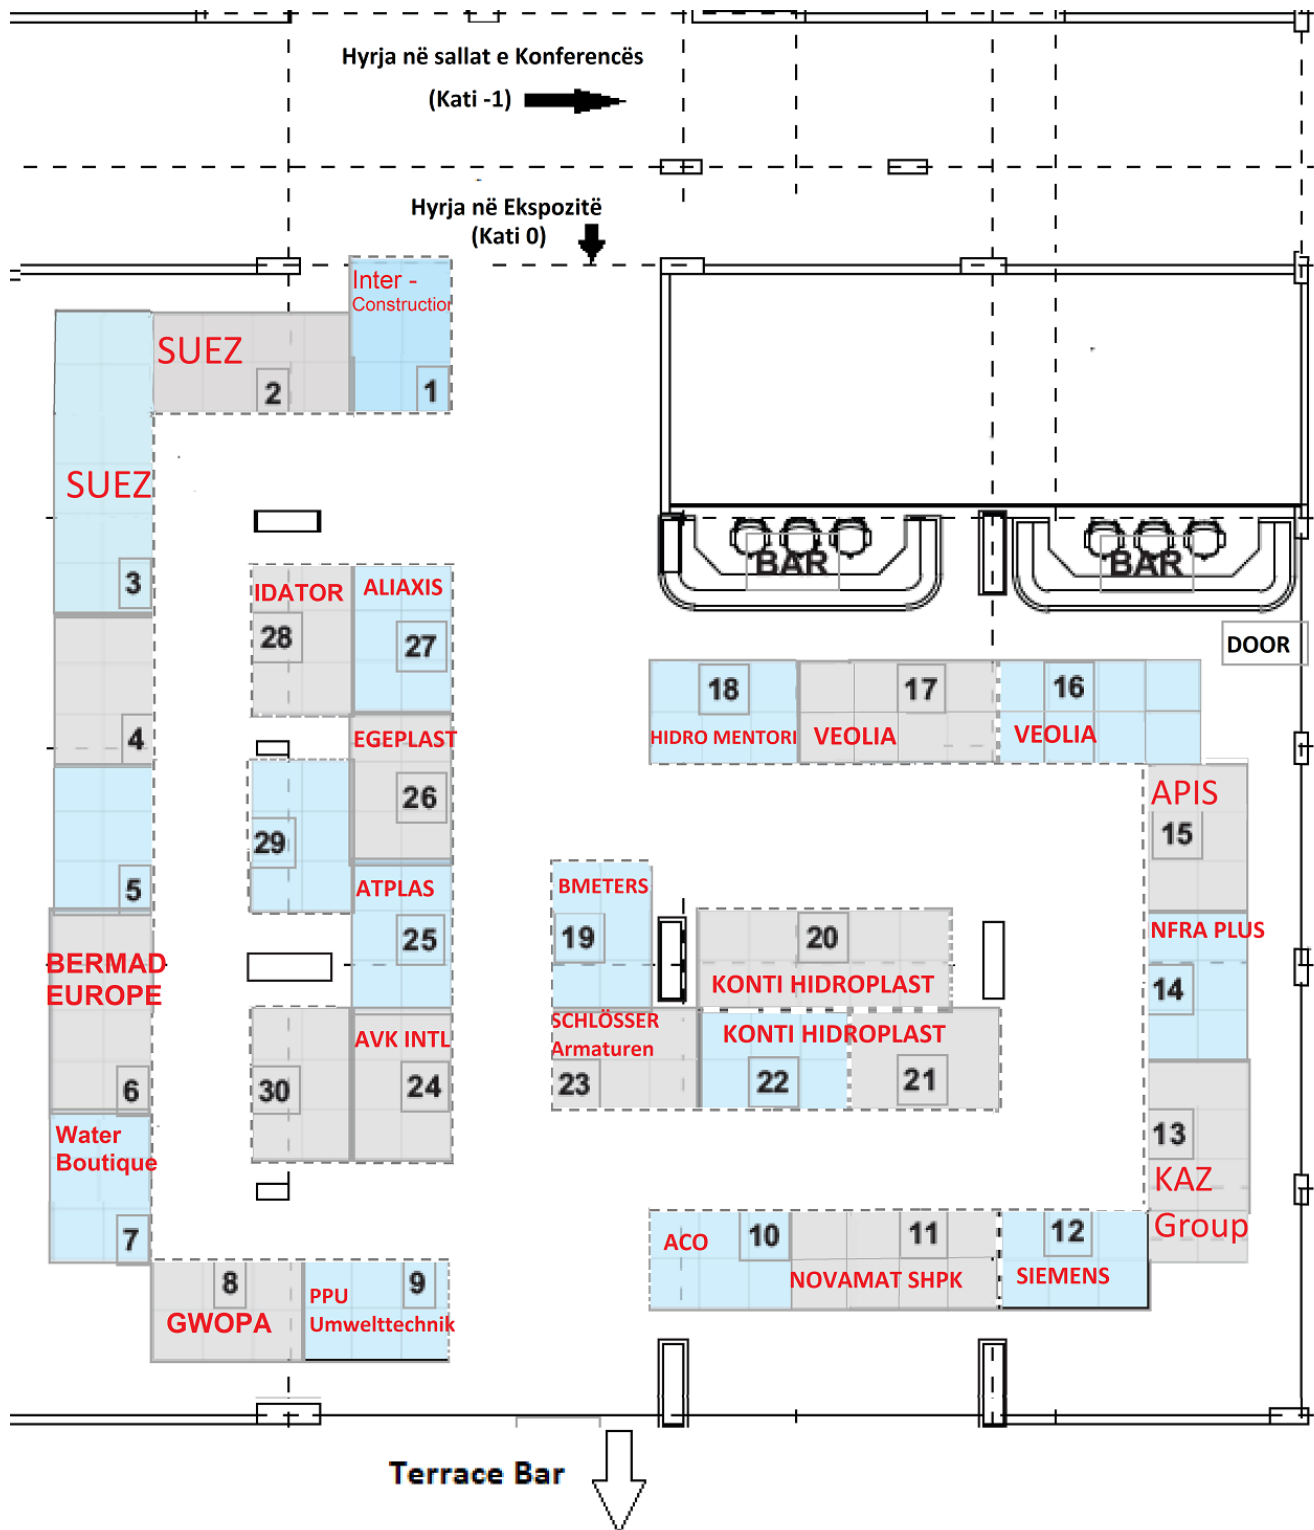 Hyrja në sallat e Konferencës
(Kati -1)
Hyrja në Ekspozitë
(Kati 0)
Inter -
Construction
1
SUEZ
2
SUEZ
3
BAR
BAR
DOOR
IDATOR
28
ALIAXIS
27
4
EGEPLAST
26
29
5
ATPLAS
25
BERMAD
EUROPE
6
30
AVK INTL
24
Water
Boutique
7
8
GWOPA
PPU
Umwelttechnik
9
18
HIDRO MENTORI
17
VEOLIA
16
VEOLIA
APIS
15
NFRA PLUS
14
13
KAZ
Group
BMETERS
19
20
KONTI HIDROPLAST
SCHLÖSSER
Armaturen
23
KONTI HIDROPLAST
22
21
ACO
10
11
NOVAMAT SHPK
12
SIEMENS
Terrace Bar